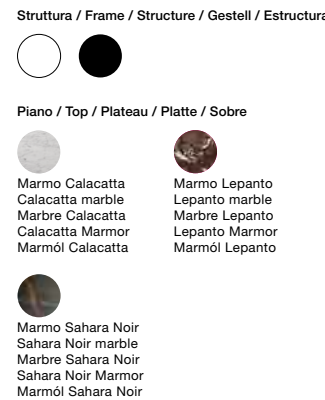 Struttura / Frame / Structure / Gestell / Estructura
Piano / Top / Plateau / Platte / Sobre
Marmo Calacatta
Calacatta marble
Marbre Calacatta
Calacatta Marmor
Marmól Calacatta
Marmo Lepanto
Lepanto marble
Marbre Lepanto
Lepanto Marmor
Marmól Lepanto
Marmo Sahara Noir
Sahara Noir marble
Marbre Sahara Noir
Sahara Noir Marmor
Marmól Sahara Noir